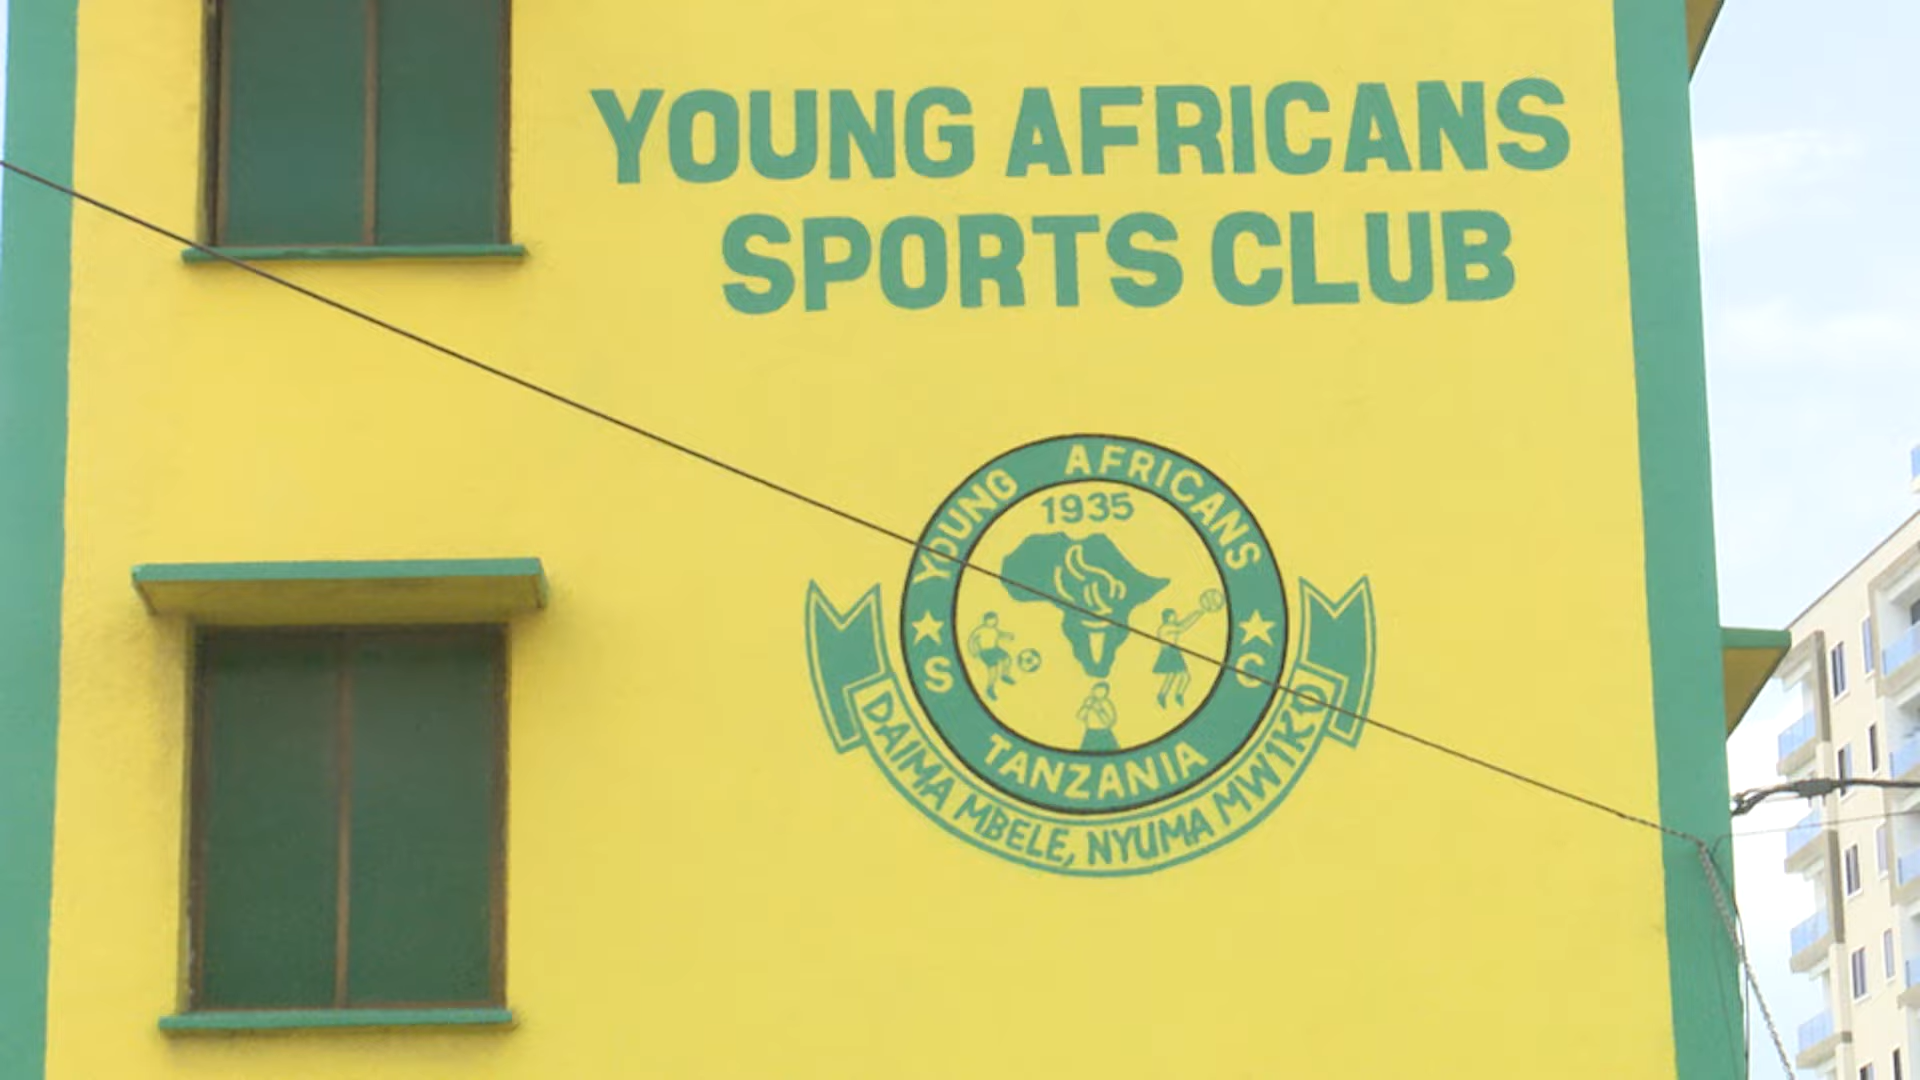 YOUNG AFRICANS
SPORTS CLUB
YOUNG AFRICANS
1935
S C
TANZANIA
DAIMA MBELE, NYUMA MWIKO